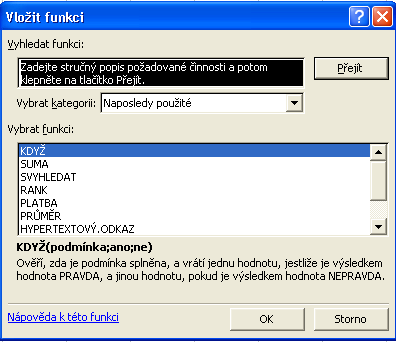 Vložit funkci
Vyhledat funkci:
Zadejte stručný popis požadované činnosti a potom
klepněte na tlačítko Přejít.
Přejít
Vybrat kategorii: Naposledy použité
Vybrat funkci:
KDYŽ
SUMA
SVYHLEDAT
RANK
PLATBA
PRŮMĚR
HYPERTEXTOVÝ.ODKAZ
KDYŽ(podmínka;ano;ne)
Ověří, zda je podmínka splněna, a vrátí jednu hodnotu, jestliže je výsledkem
hodnota PRAVDA, a jinou hodnotu, pokud je výsledkem hodnota NEPRAVDA.
Nápověda k této funkci
OK
Storno